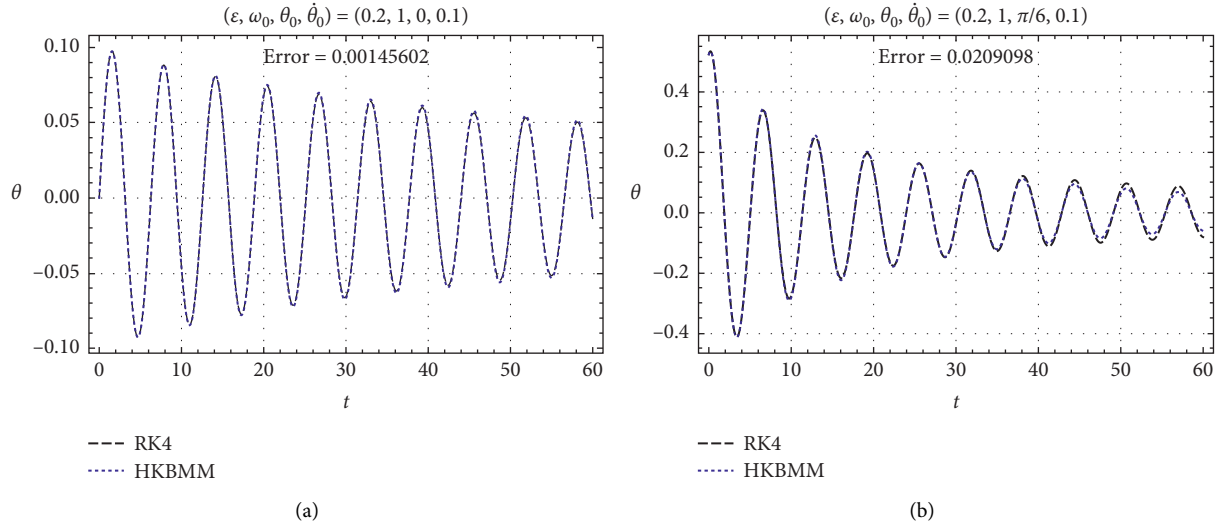 (ε, ω₀, θ₀, θ̇₀) = (0.2, 1, 0, 0.1)
Error = 0.00145602
0.10
0.05
0.00
−0.05
−0.10
θ
0
10
20
30
40
50
60
t
RK4
HKBMM
(a)
(ε, ω₀, θ₀, θ̇₀) = (0.2, 1, π/6, 0.1)
Error = 0.0209098
0.4
0.2
0.0
−0.2
−0.4
θ
0
10
20
30
40
50
60
t
RK4
HKBMM
(b)